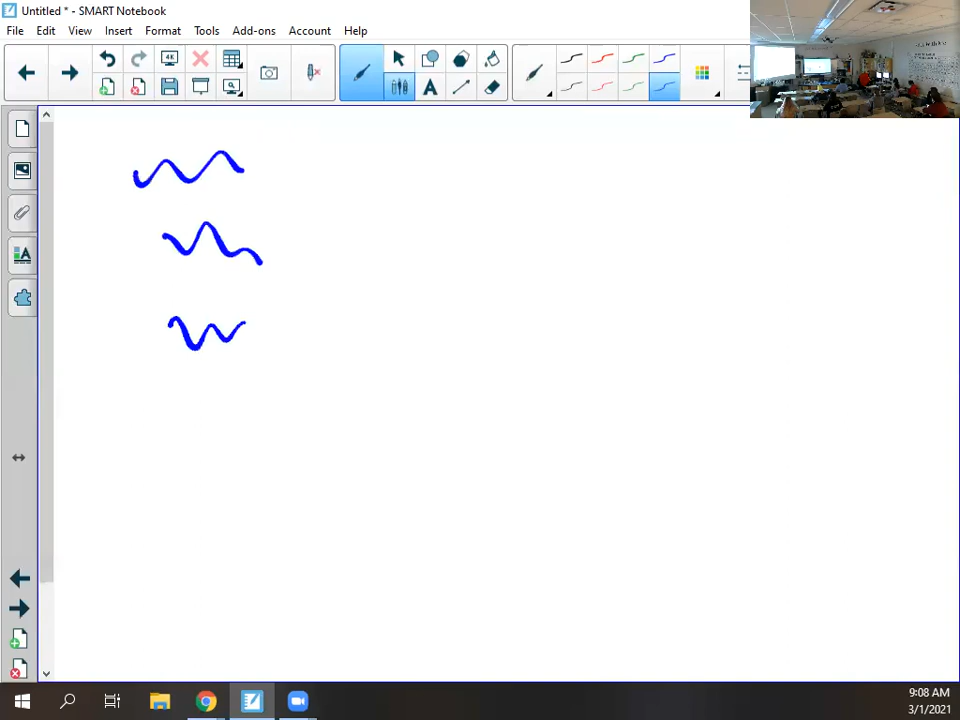 Untitled * - SMART Notebook
File Edit View Insert Format Tools Add-ons Account Help
9:08 AM
3/1/2021